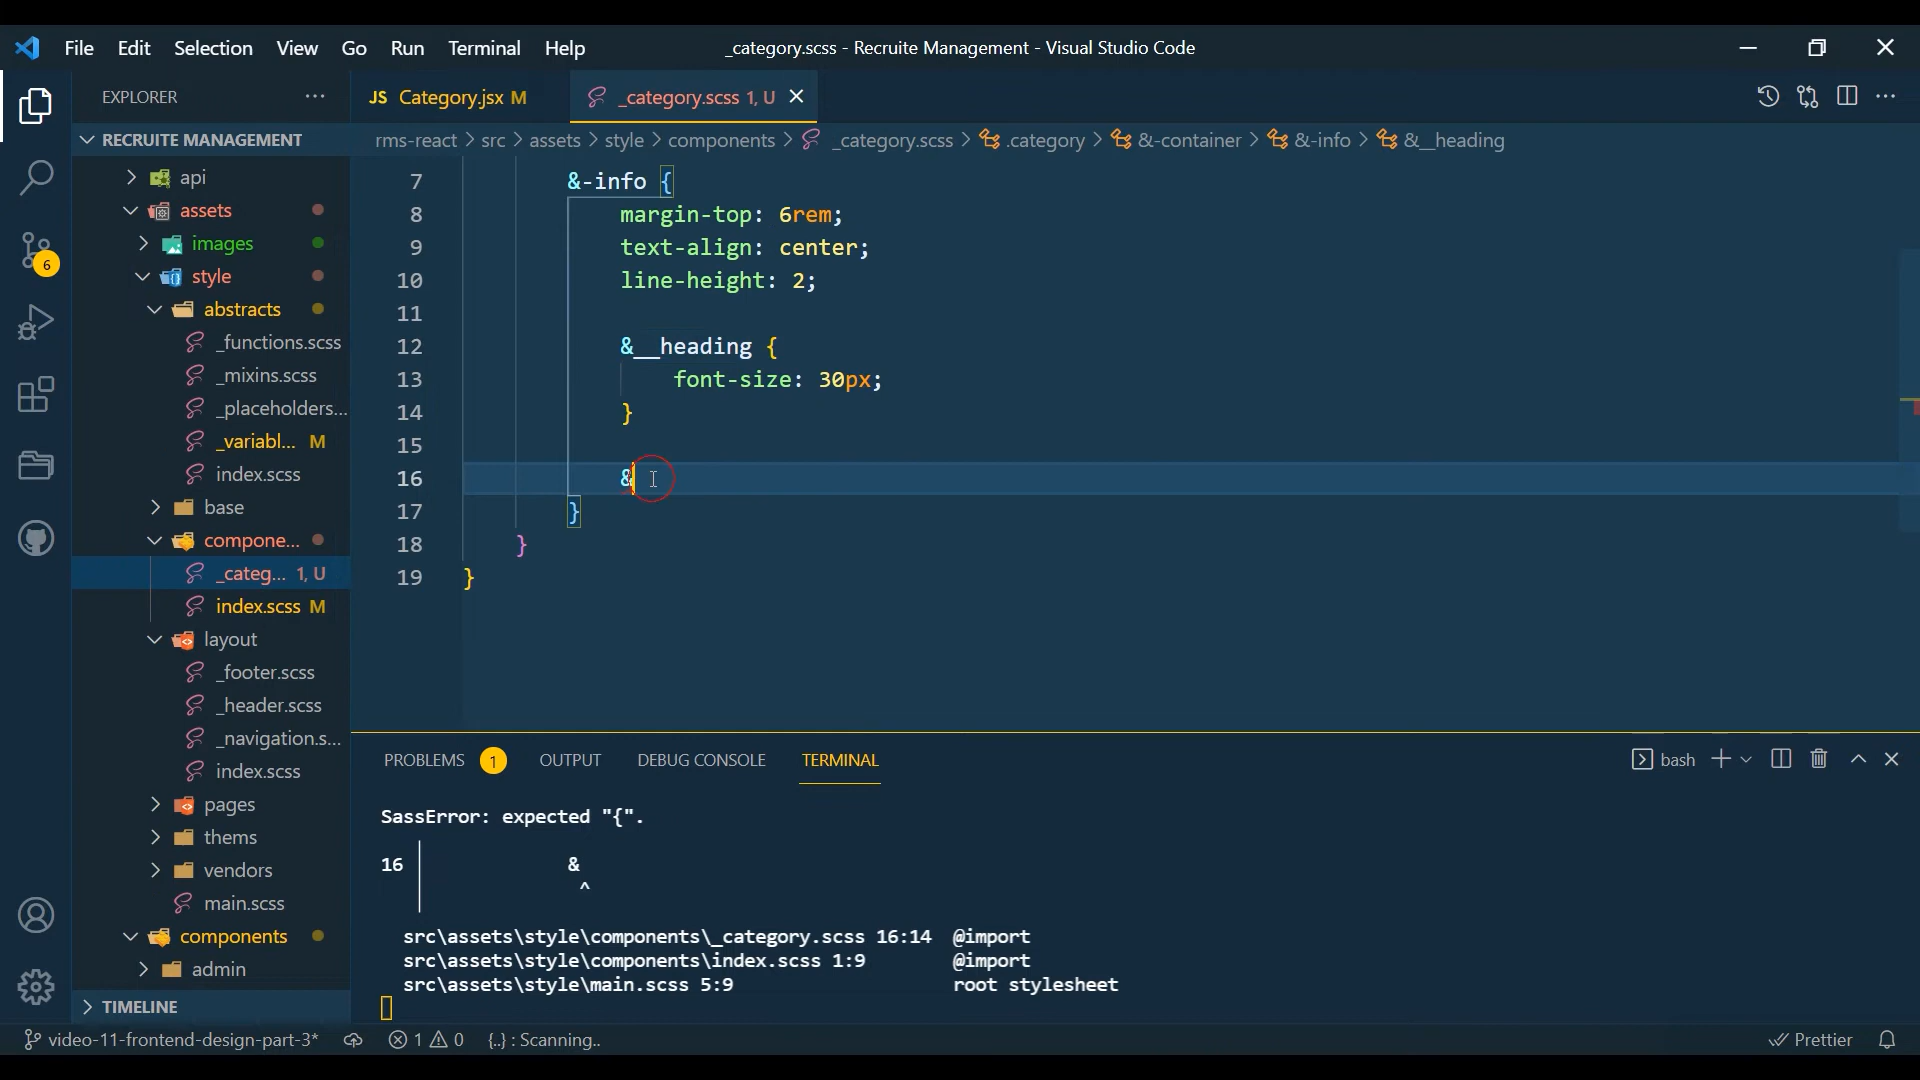 File Edit Selection View Go Run Terminal Help
_category.scss - Recruite Management - Visual Studio Code
EXPLORER
JS Category.jsx M
_category.scss 1, U
RECRUITE MANAGEMENT
rms-react > src > assets > style > components > _category.scss > .category > &-container > &-info > &__heading
api
assets
images
style
abstracts
_functions.scss
_mixins.scss
_placeholders...
_variabl... M
index.scss
base
compone...
_categ... 1, U
index.scss M
layout
_footer.scss
_header.scss
_navigation.s...
index.scss
pages
thems
vendors
main.scss
components
admin
TIMELINE
6
7 &-info {
8 margin-top: 6rem;
9 text-align: center;
10 line-height: 2;
11
12 &__heading {
13 font-size: 30px;
14 }
15
16 &
17 }
18 }
19 }
PROBLEMS 1 OUTPUT DEBUG CONSOLE TERMINAL
bash
SassError: expected "{".
16 &
^
src\assets\style\components\_category.scss 16:14 @import
src\assets\style\components\index.scss 1:9 @import
src\assets\style\main.scss 5:9 root stylesheet
video-11-frontend-design-part-3* 1 0 {..} : Scanning.. Prettier